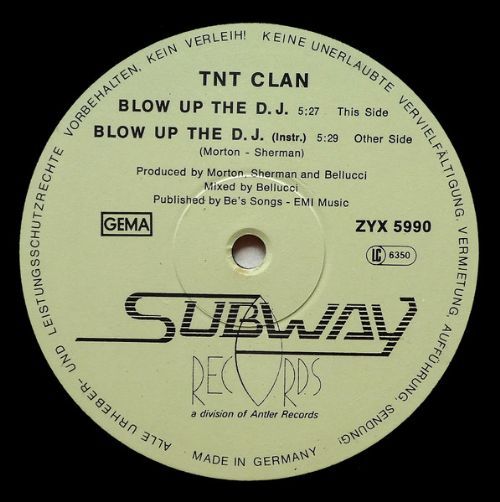 ALLE URHEBER- UND LEISTUNGSSCHUTZRECHTE VORBEHALTEN. KEIN VERLEIH! KEINE UNERLAUBTE VERVIELFÄLTIGUNG, VERMIETUNG, AUFFÜHRUNG, SENDUNG!
TNT CLAN
BLOW UP THE D.J. 5:27 This Side
BLOW UP THE D.J. (Instr.) 5:29 Other Side
(Morton - Sherman)
Produced by Morton, Sherman and Bellucci
Mixed by Bellucci
Published by Be's Songs - EMI Music
GEMA
ZYX 5990
LC 6350
SUBWAY
RECORDS
a division of Antler Records
MADE IN GERMANY